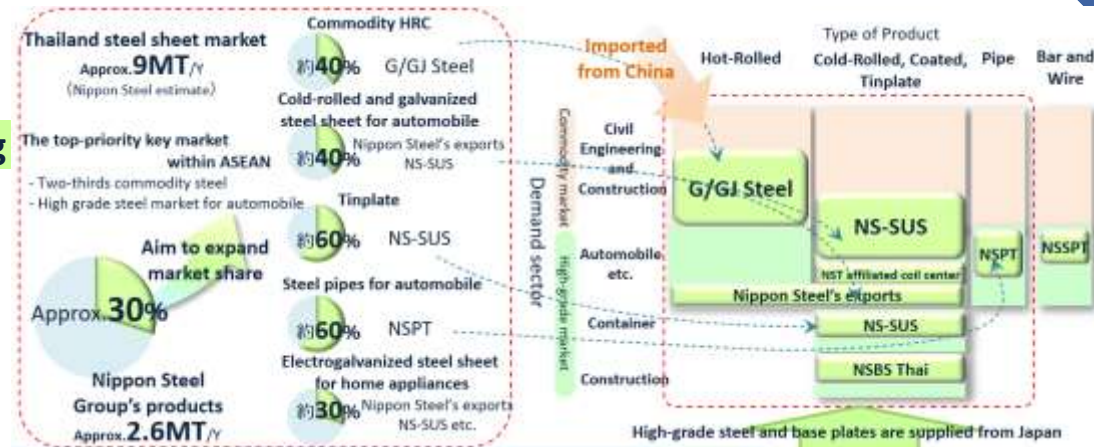 g
Thailand steel sheet market
Approx.9MT/Y
(Nippon Steel estimate)
The top-priority key market
within ASEAN
- Two-thirds commodity steel
- High grade steel market for automobile
Aim to expand
market share
Approx.30%
Nippon Steel
Group's products
Approx.2.6MT/Y
Commodity HRC
約40%
G/GJ Steel
Cold-rolled and galvanized
steel sheet for automobile
約40%
Nippon Steel's exports
NS-SUS
Tinplate
約60%
NS-SUS
Steel pipes for automobile
約60%
NSPT
Electrogalvanized steel sheet
for home appliances
約30%
Nippon Steel's exports
NS-SUS etc.
Imported
from China
Type of Product
Hot-Rolled
Cold-Rolled, Coated,
Tinplate
Pipe
Bar and
Wire
Demand sector
Commodity market
High-grade market
Civil
Engineering
and
Construction
Automobile
etc.
Container
Construction
G/GJ Steel
NS-SUS
NST affiliated coil center
Nippon Steel's exports
NS-SUS
NSBS Thai
NSPT
NSSPT
High-grade steel and base plates are supplied from Japan